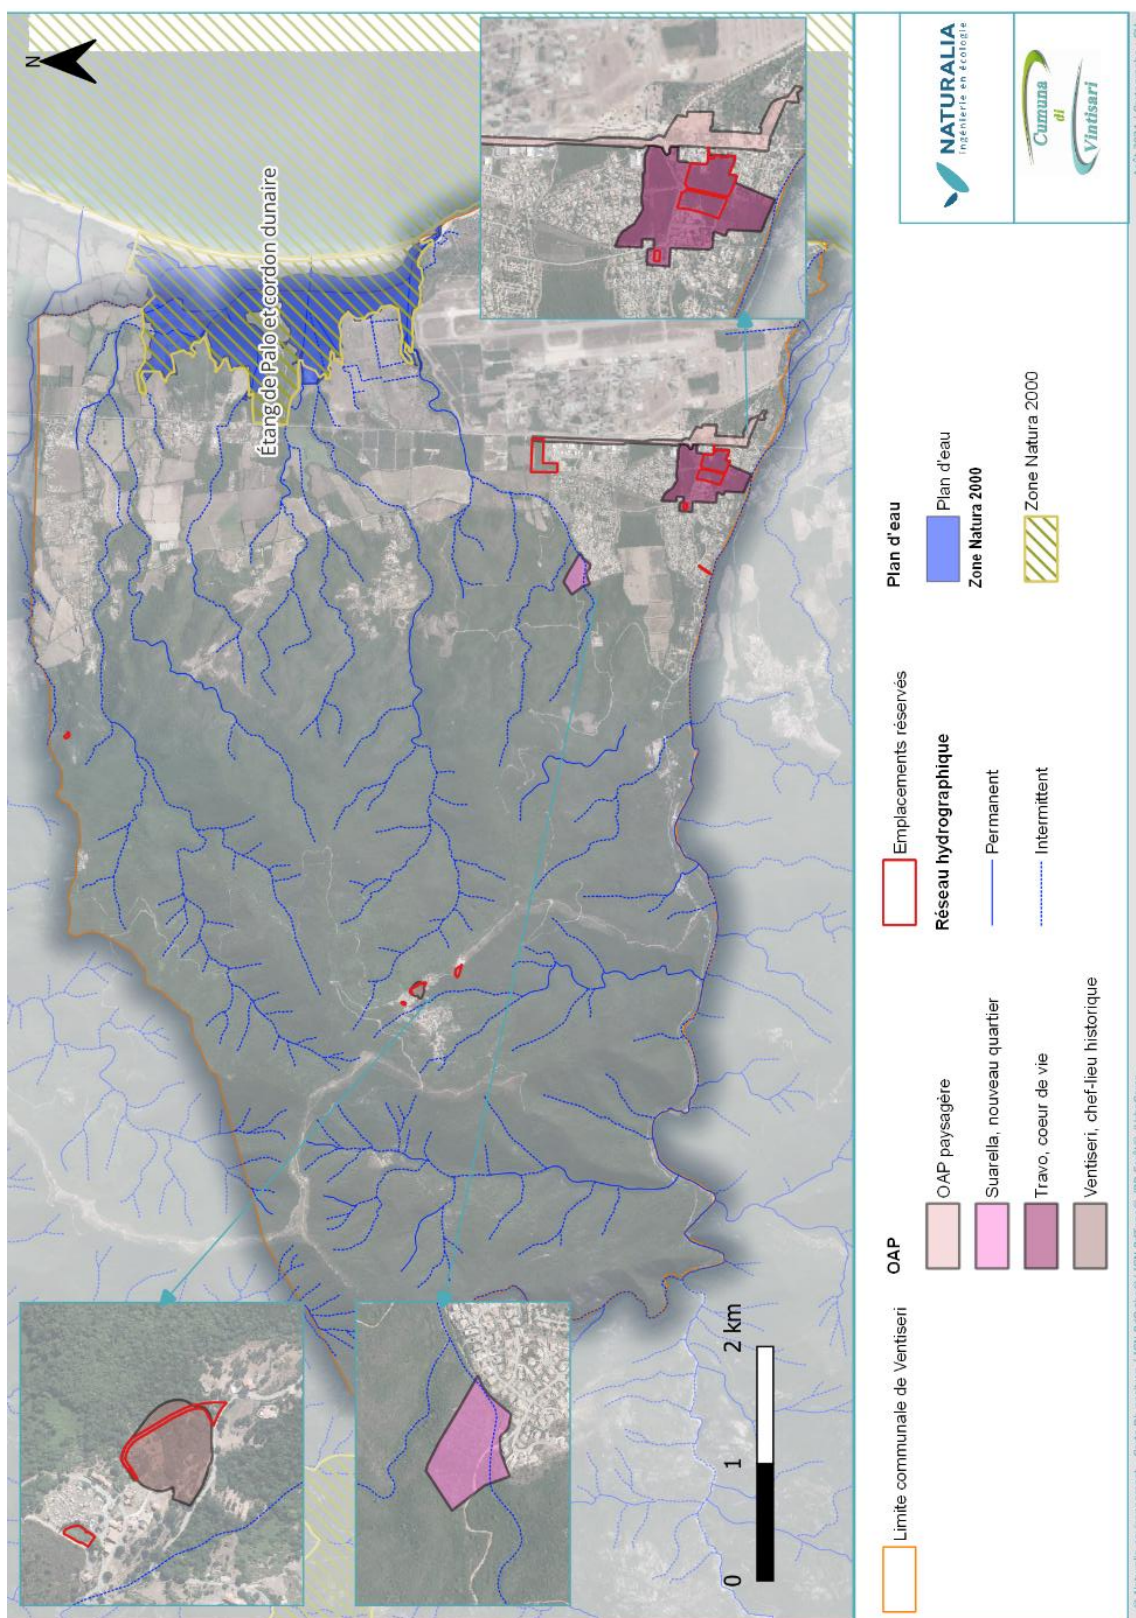 N
Étang de Palo et cordon dunaire
0 1 2 km
Limite communale de Ventiseri
OAP
OAP paysagère
Suarella, nouveau quartier
Travo, coeur de vie
Ventiseri, chef-lieu historique
Emplacements réservés
Réseau hydrographique
Permanent
Intermittent
Plan d'eau
Plan d'eau
Zone Natura 2000
Zone Natura 2000
NATURALIA
Ingénierie en écologie
Cumuna
di
Vintisari